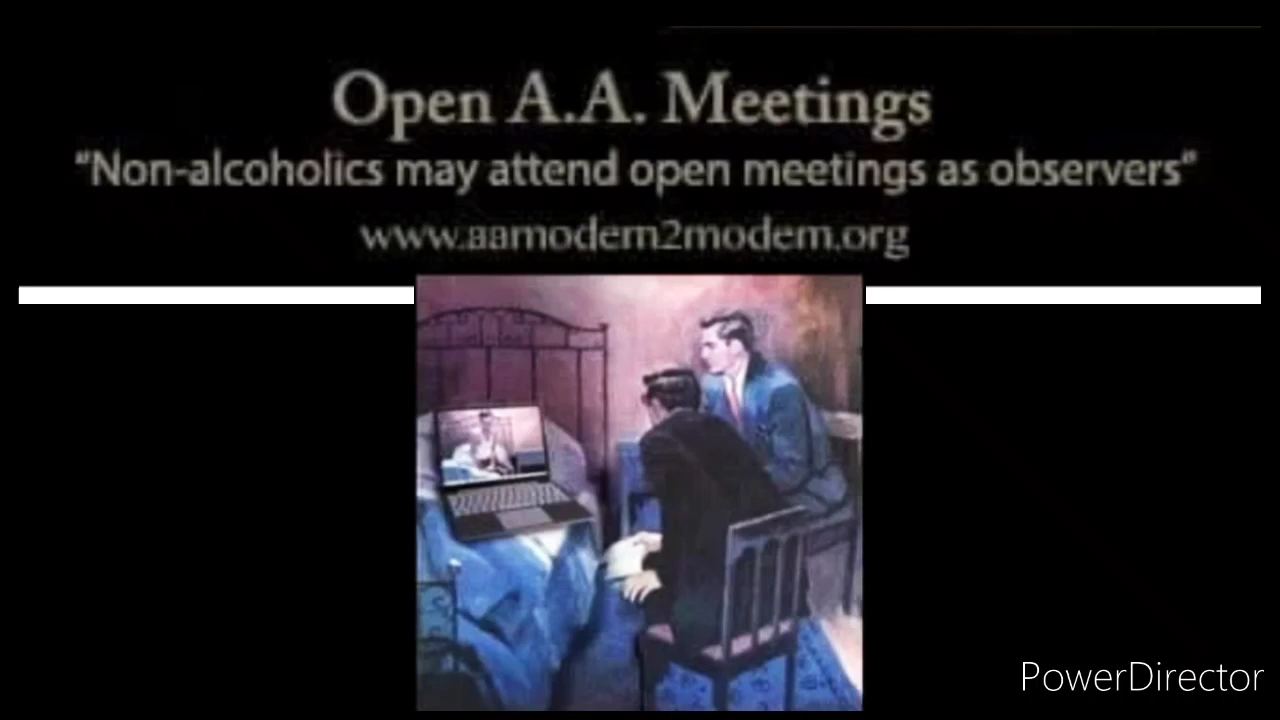 Open A.A. Meetings
“Non-alcoholics may attend open meetings as observers”
www.aamodem2modem.org
PowerDirector